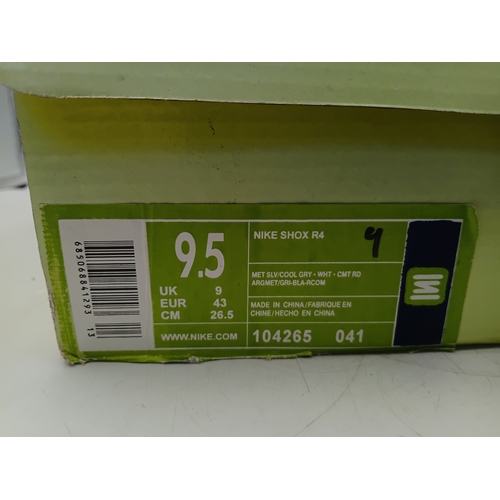 685068841293
13
9.5
UK 9
EUR 43
CM 26.5
WWW.NIKE.COM
NIKE SHOX R4
9
MET SLV/COOL GRY - WHT - CMT RD
ARGMET/GRI-BLA-RCOM
MADE IN CHINA/FABRIQUE EN
CHINE/HECHO EN CHINA
104265 041